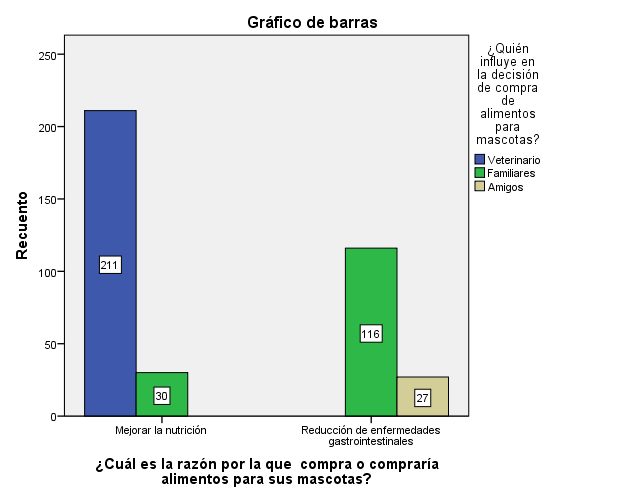 Gráfico de barras
250
200
150
100
50
0
Recuento
211
30
116
27
Mejorar la nutrición
Reducción de enfermedades
gastrointestinales
¿Cuál es la razón por la que compra o compraría
alimentos para sus mascotas?
¿Quién
influye en
la decisión
de compra
de
alimentos
para
mascotas?
Veterinario
Familiares
Amigos